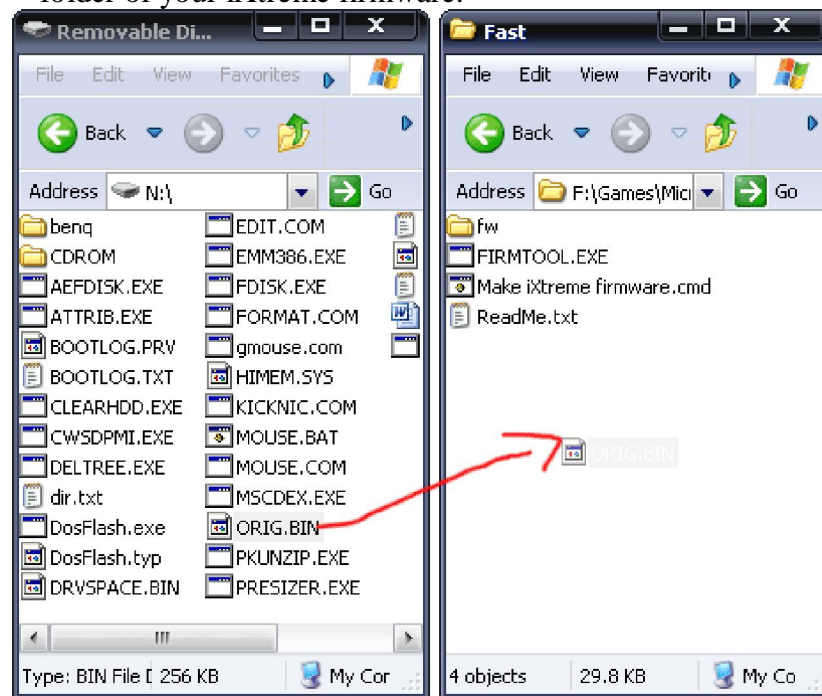 folder of your iXtreme firmware.
Removable Di...
File Edit View Favorites
Back
Address N:\ Go
benq
CDROM
AEFDISK.EXE
ATTRIB.EXE
BOOTLOG.PRV
BOOTLOG.TXT
CLEARHDD.EXE
CWSDPMI.EXE
DELTREE.EXE
dir.txt
DosFlash.exe
DosFlash.typ
DRVSPACE.BIN
EDIT.COM
EMM386.EXE
FDISK.EXE
FORMAT.COM
gmouse.com
HIMEM.SYS
KICKNIC.COM
MOUSE.BAT
MOUSE.COM
MSCDEX.EXE
ORIG.BIN
PKUNZIP.EXE
PRESIZER.EXE
Type: BIN File 256 KB My Cor
Fast
File Edit View Favorit
Back
Address F:\Games\Micr Go
fw
FIRMTOOL.EXE
Make iXtreme firmware.cmd
ReadMe.txt
ORIG.BIN
4 objects 29.8 KB My Co